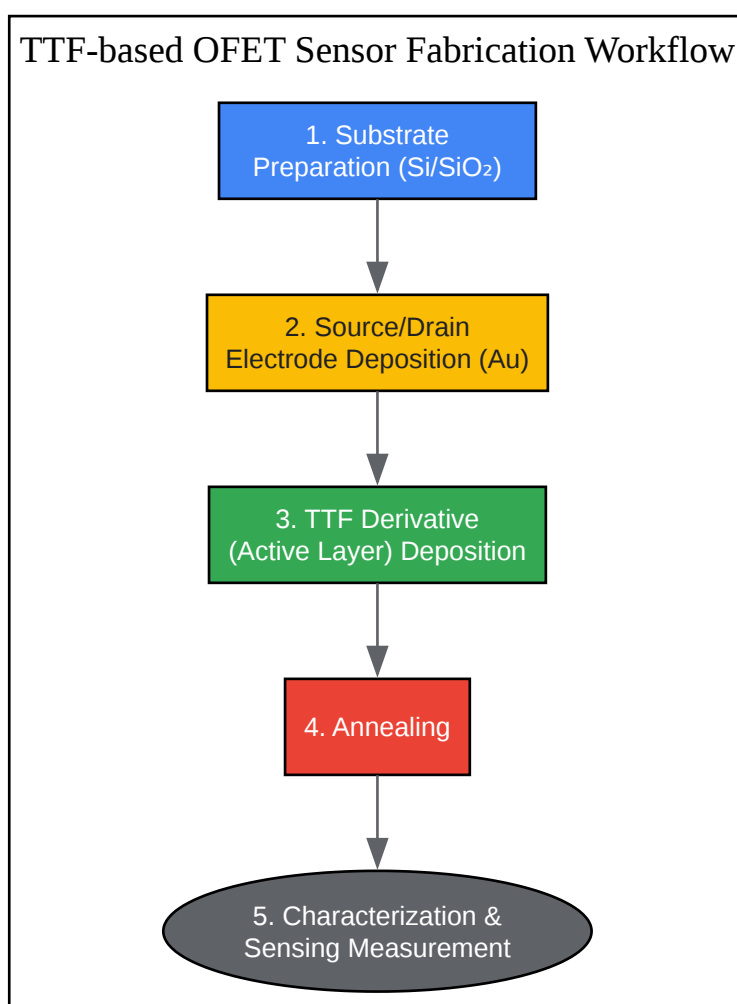 TTF-based OFET Sensor Fabrication Workflow
1. Substrate
Preparation (Si/SiO₂)
2. Source/Drain
Electrode Deposition (Au)
3. TTF Derivative
(Active Layer) Deposition
4. Annealing
5. Characterization &
Sensing Measurement